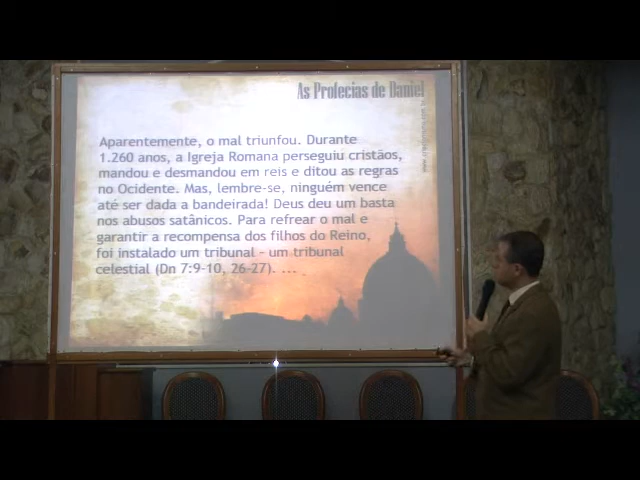 As Profecias de Daniel
Aparentemente, o mal triunfou. Durante
1.260 anos, a Igreja Romana perseguiu cristãos,
mandou e desmandou em reis e ditou as regras
no Ocidente. Mas, lembre-se, ninguém vence
até ser dada a bandeirada! Deus deu um basta
nos abusos satânicos. Para refrear o mal e
garantir a recompensa dos filhos do Reino,
foi instalado um tribunal - um tribunal
celestial (Dn 7:9-10, 26-27). ...